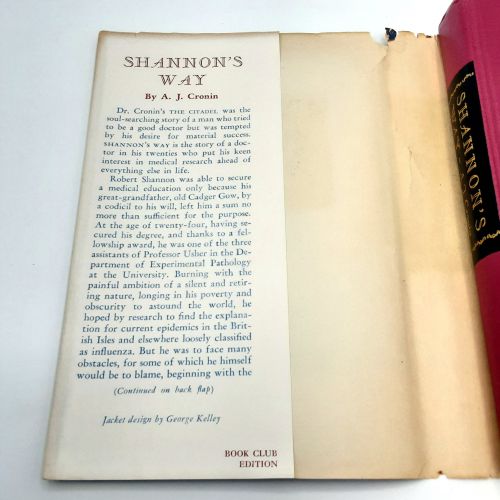 SHANNON'S
WAY
By A. J. Cronin
Dr. Cronin's THE CITADEL was the
soul-searching story of a man who tried
to be a good doctor but was tempted
by his desire for material success.
SHANNON'S WAY is the story of a doc-
tor in his twenties who put his keen
interest in medical research ahead of
everything else in life.
Robert Shannon was able to secure
a medical education only because his
great-grandfather, old Cadger Gow, by
a codicil to his will, left him a sum no
more than sufficient for the purpose.
At the age of twenty-four, having se-
cured his degree, and thanks to a fel-
lowship award, he was one of the three
assistants of Professor Usher in the De-
partment of Experimental Pathology
at the University. Burning with the
painful ambition of a silent and retir-
ing nature, longing in his poverty and
obscurity to astound the world, he
hoped by research to find the explana-
tion for current epidemics in the Brit-
ish Isles and elsewhere loosely classified
as influenza. But he was to face many
obstacles, for some of which he himself
would be to blame, beginning with the
(Continued on back flap)
Jacket design by George Kelley
BOOK CLUB
EDITION
SHANNON'S
WAY